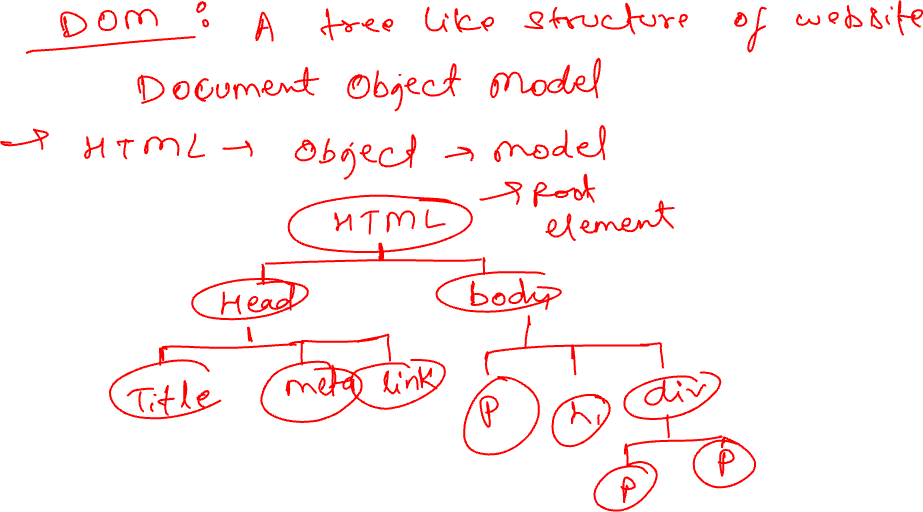 DOM : A tree like structure of website
Document Object Model
→ HTML → Object → model
HTML → Root element
Head body
Title meta link P h1 div
P P